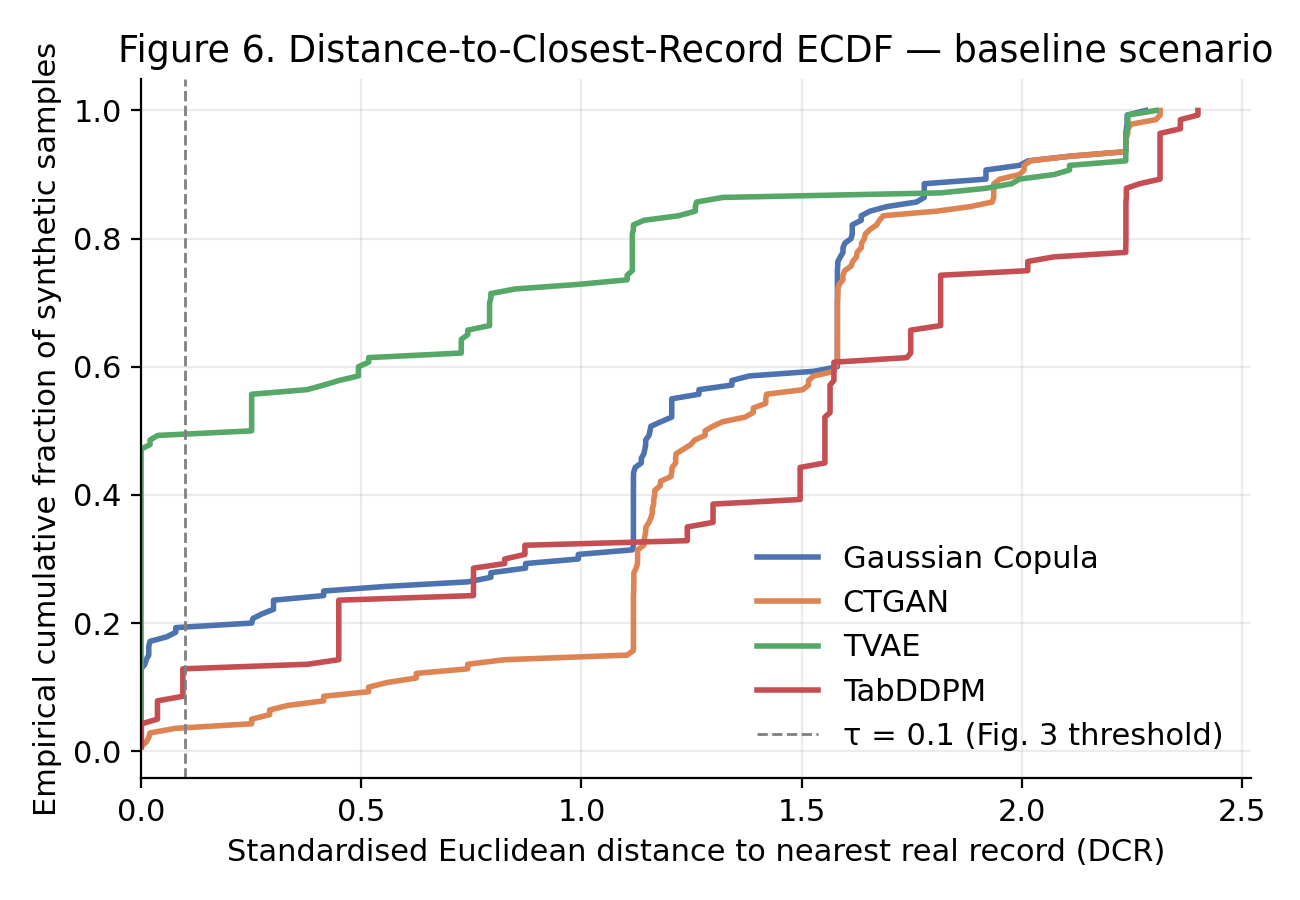 Figure 6. Distance-to-Closest-Record ECDF — baseline scenario
Empirical cumulative fraction of synthetic samples
1.0
0.8
0.6
0.4
0.2
0.0
Gaussian Copula
CTGAN
TVAE
TabDDPM
τ = 0.1 (Fig. 3 threshold)
0.0 0.5 1.0 1.5 2.0 2.5
Standardised Euclidean distance to nearest real record (DCR)